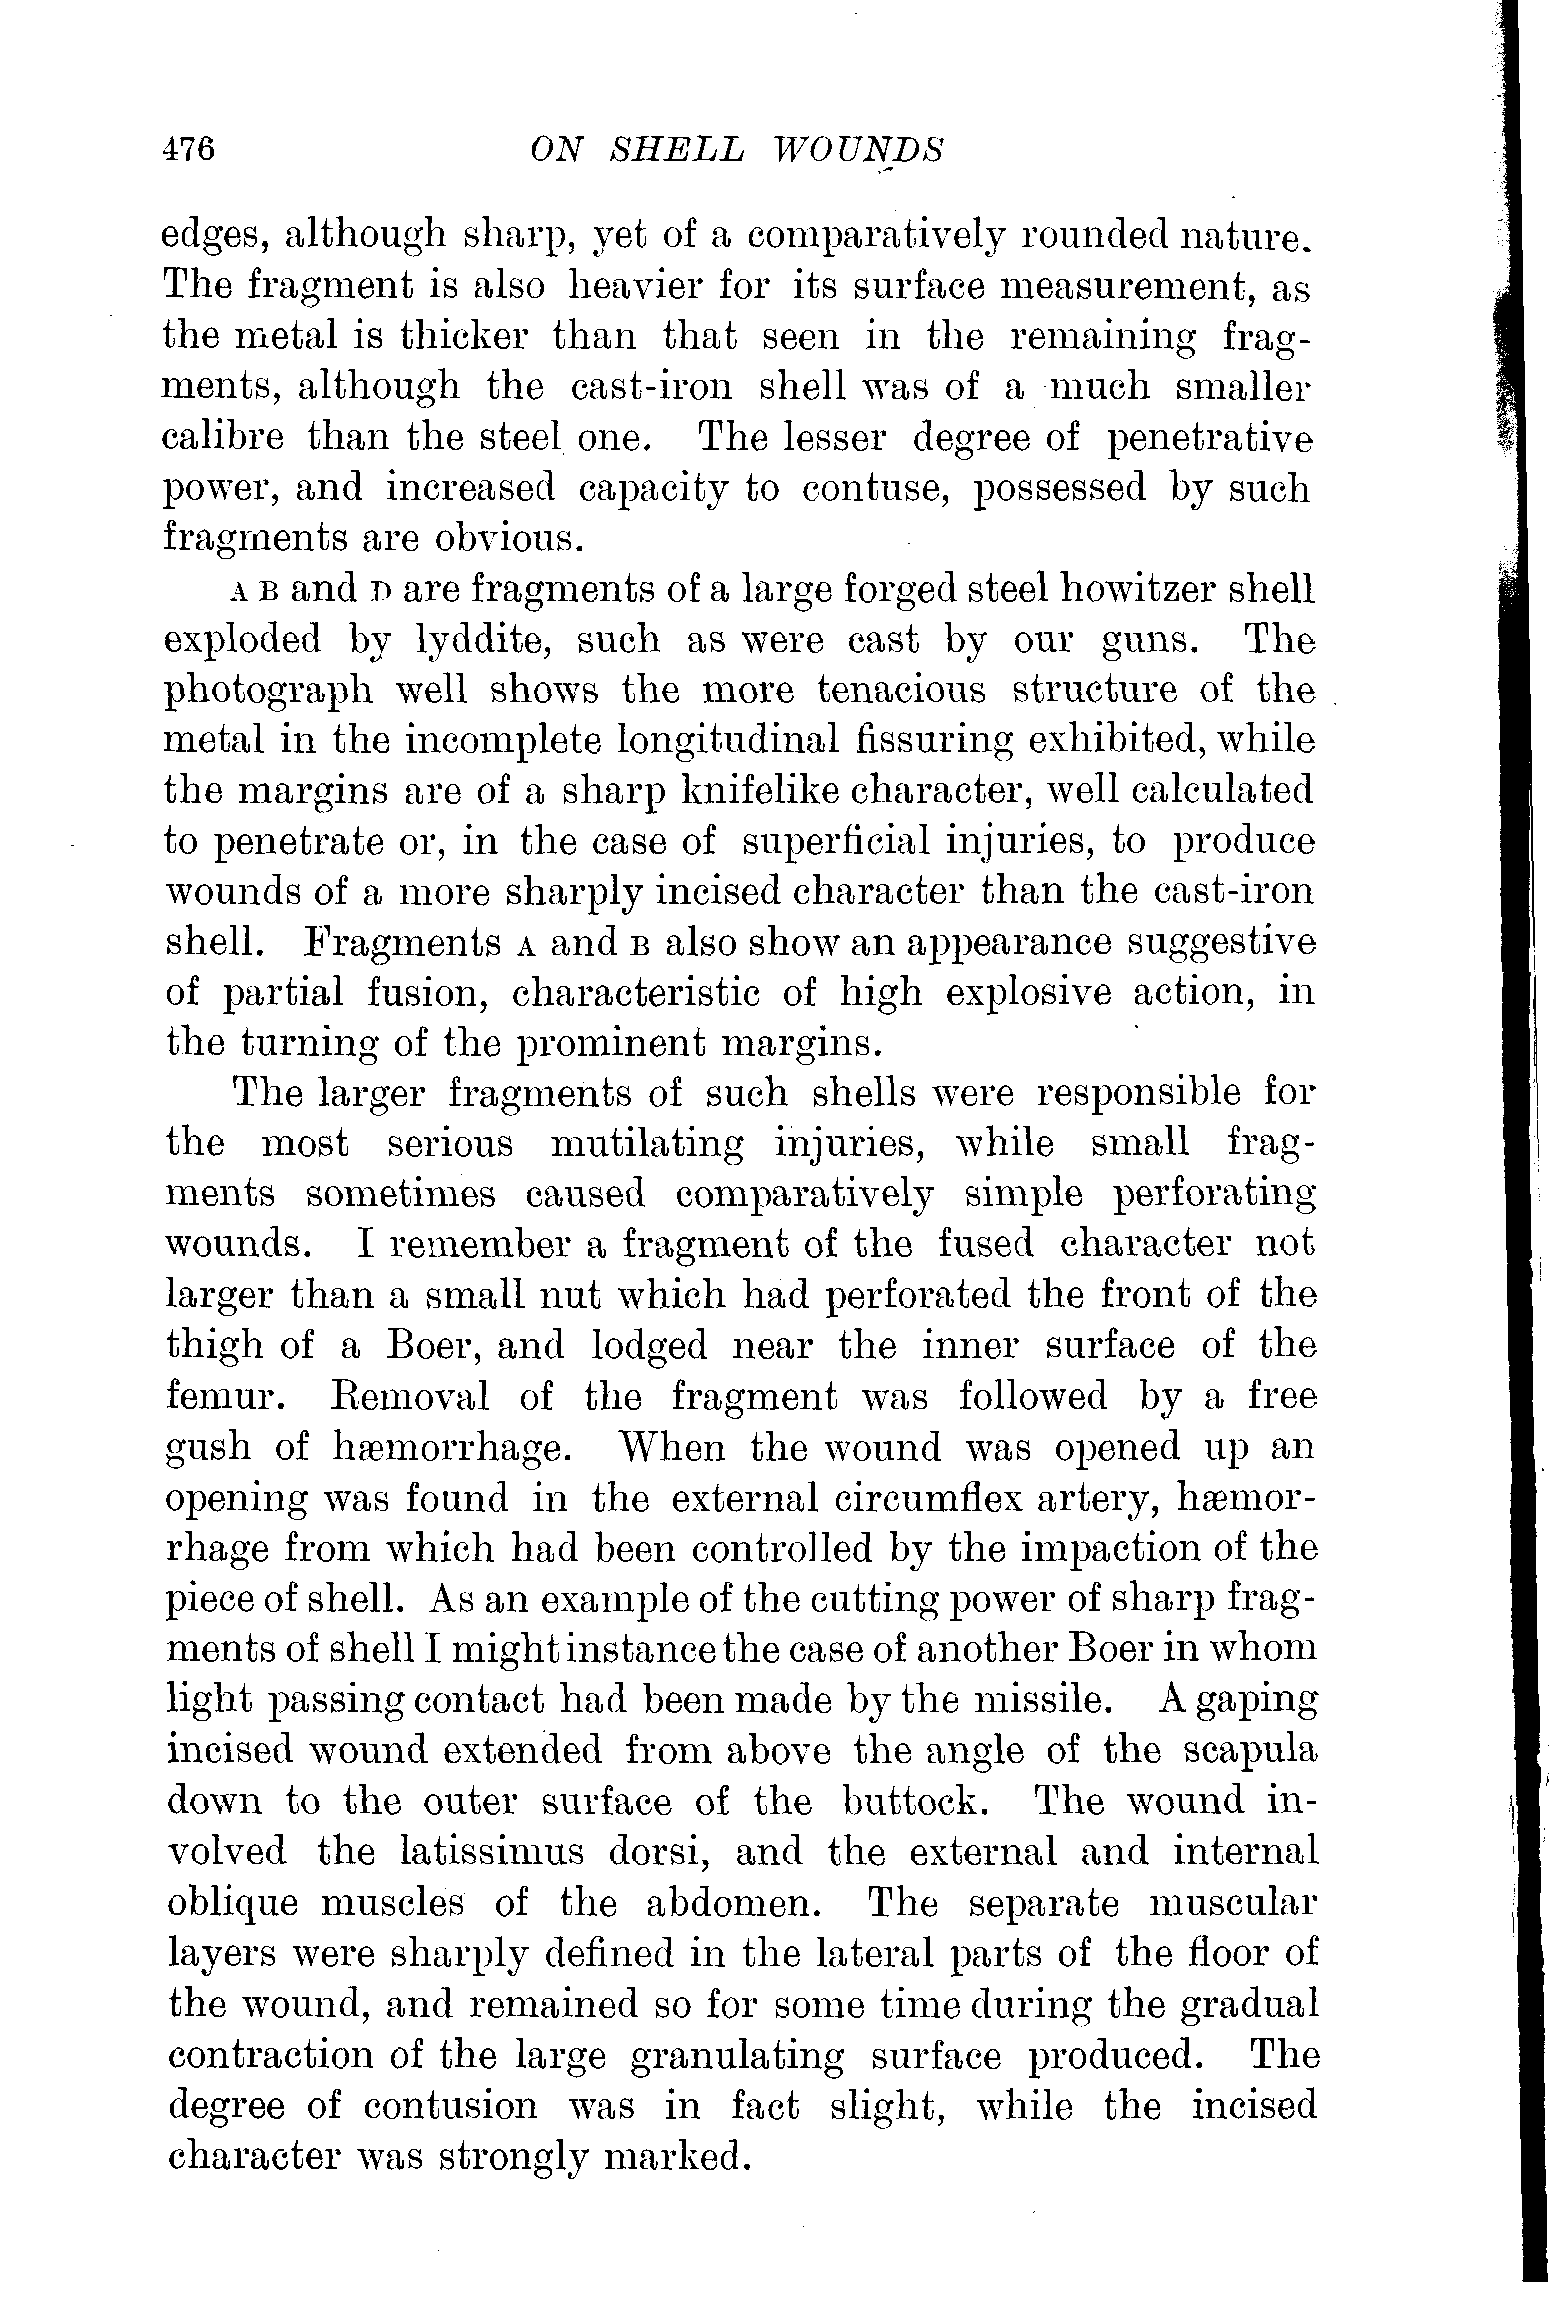 476 ON SHELL WOUNDS
edges, although sharp, yet of a comparatively rounded nature.
The fragment is also heavier for its surface measurement, as
the metal is thicker than that seen in the remaining frag-
ments, although the cast-iron shell was of a much smaller
calibre than the steel one. The lesser degree of penetrative
power, and increased capacity to contuse, possessed by such
fragments are obvious.
A B and D are fragments of a large forged steel howitzer shell
exploded by lyddite, such as were cast by our guns. The
photograph well shows the more tenacious structure of the
metal in the incomplete longitudinal fissuring exhibited, while
the margins are of a sharp knifelike character, well calculated
to penetrate or, in the case of superficial injuries, to produce
wounds of a more sharply incised character than the cast-iron
shell. Fragments A and B also show an appearance suggestive
of partial fusion, characteristic of high explosive action, in
the turning of the prominent margins.
The larger fragments of such shells were responsible for
the most serious mutilating injuries, while small frag-
ments sometimes caused comparatively simple perforating
wounds. I remember a fragment of the fused character not
larger than a small nut which had perforated the front of the
thigh of a Boer, and lodged near the inner surface of the
femur. Removal of the fragment was followed by a free
gush of hæmorrhage. When the wound was opened up an
opening was found in the external circumflex artery, hæmor-
rhage from which had been controlled by the impaction of the
piece of shell. As an example of the cutting power of sharp frag-
ments of shell I might instance the case of another Boer in whom
light passing contact had been made by the missile. A gaping
incised wound extended from above the angle of the scapula
down to the outer surface of the buttock. The wound in-
volved the latissimus dorsi, and the external and internal
oblique muscles of the abdomen. The separate muscular
layers were sharply defined in the lateral parts of the floor of
the wound, and remained so for some time during the gradual
contraction of the large granulating surface produced. The
degree of contusion was in fact slight, while the incised
character was strongly marked.